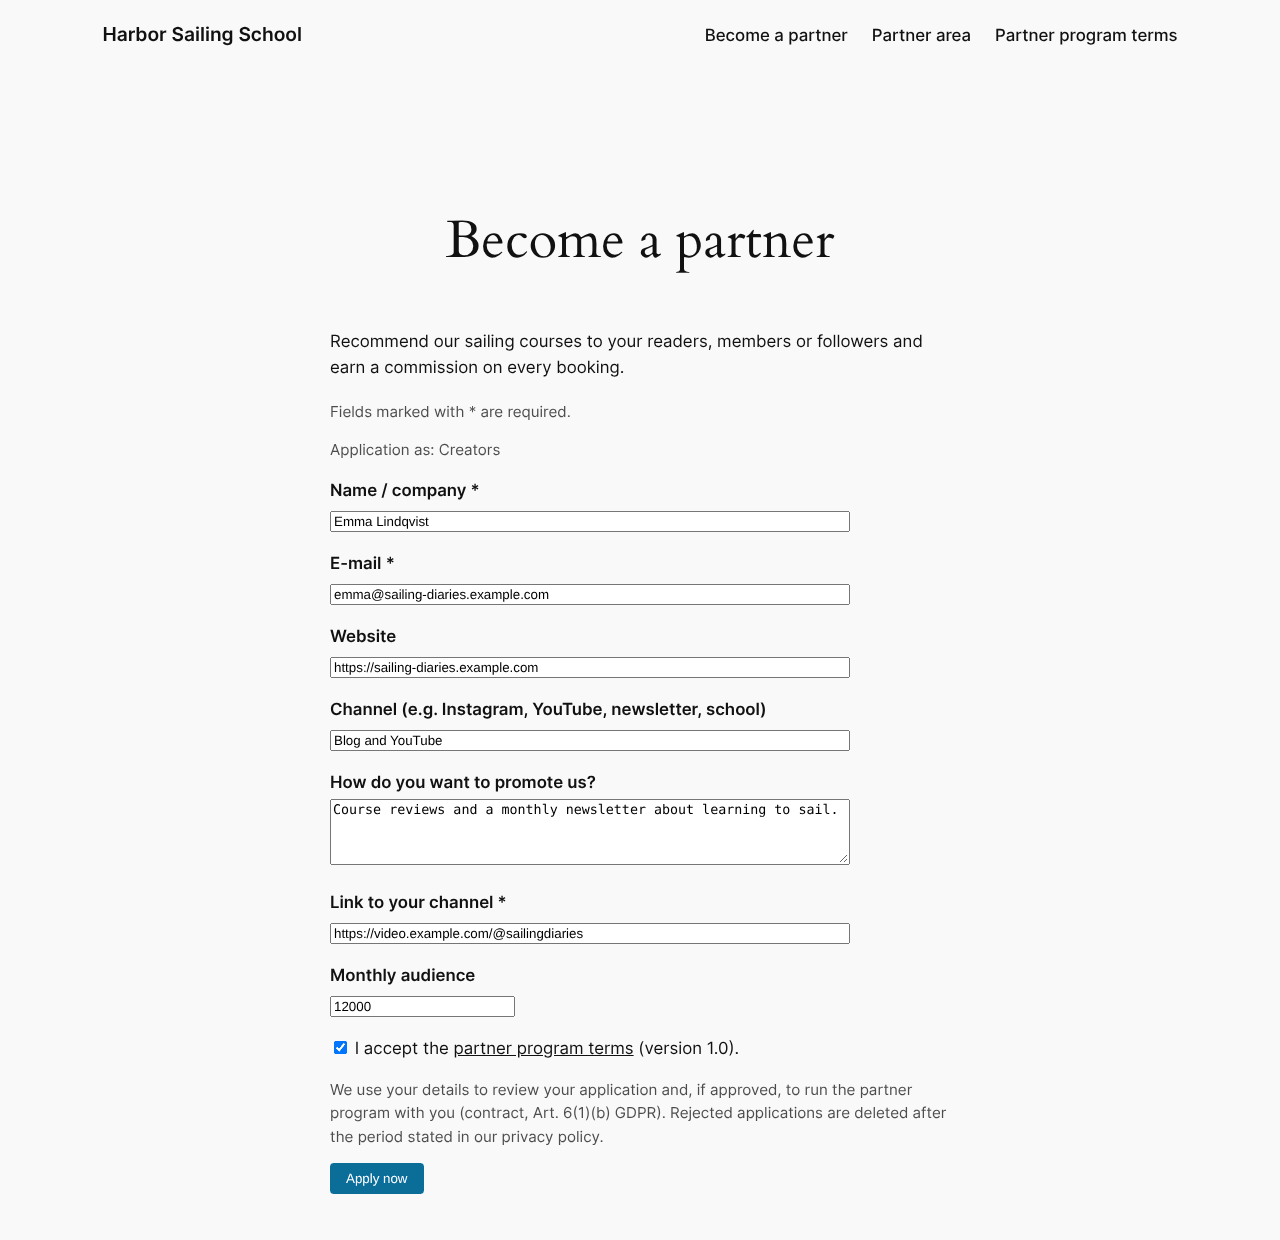 Harbor Sailing School
Become a partner
Partner area
Partner program terms
Become a partner
Recommend our sailing courses to your readers, members or followers and
earn a commission on every booking.
Fields marked with * are required.
Application as: Creators
Name / company *
Emma Lindqvist
E-mail *
emma@sailing-diaries.example.com
Website
https://sailing-diaries.example.com
Channel (e.g. Instagram, YouTube, newsletter, school)
Blog and YouTube
How do you want to promote us?
Course reviews and a monthly newsletter about learning to sail.
Link to your channel *
https://video.example.com/@sailingdiaries
Monthly audience
12000
I accept the partner program terms (version 1.0).
We use your details to review your application and, if approved, to run the partner
program with you (contract, Art. 6(1)(b) GDPR). Rejected applications are deleted after
the period stated in our privacy policy.
Apply now